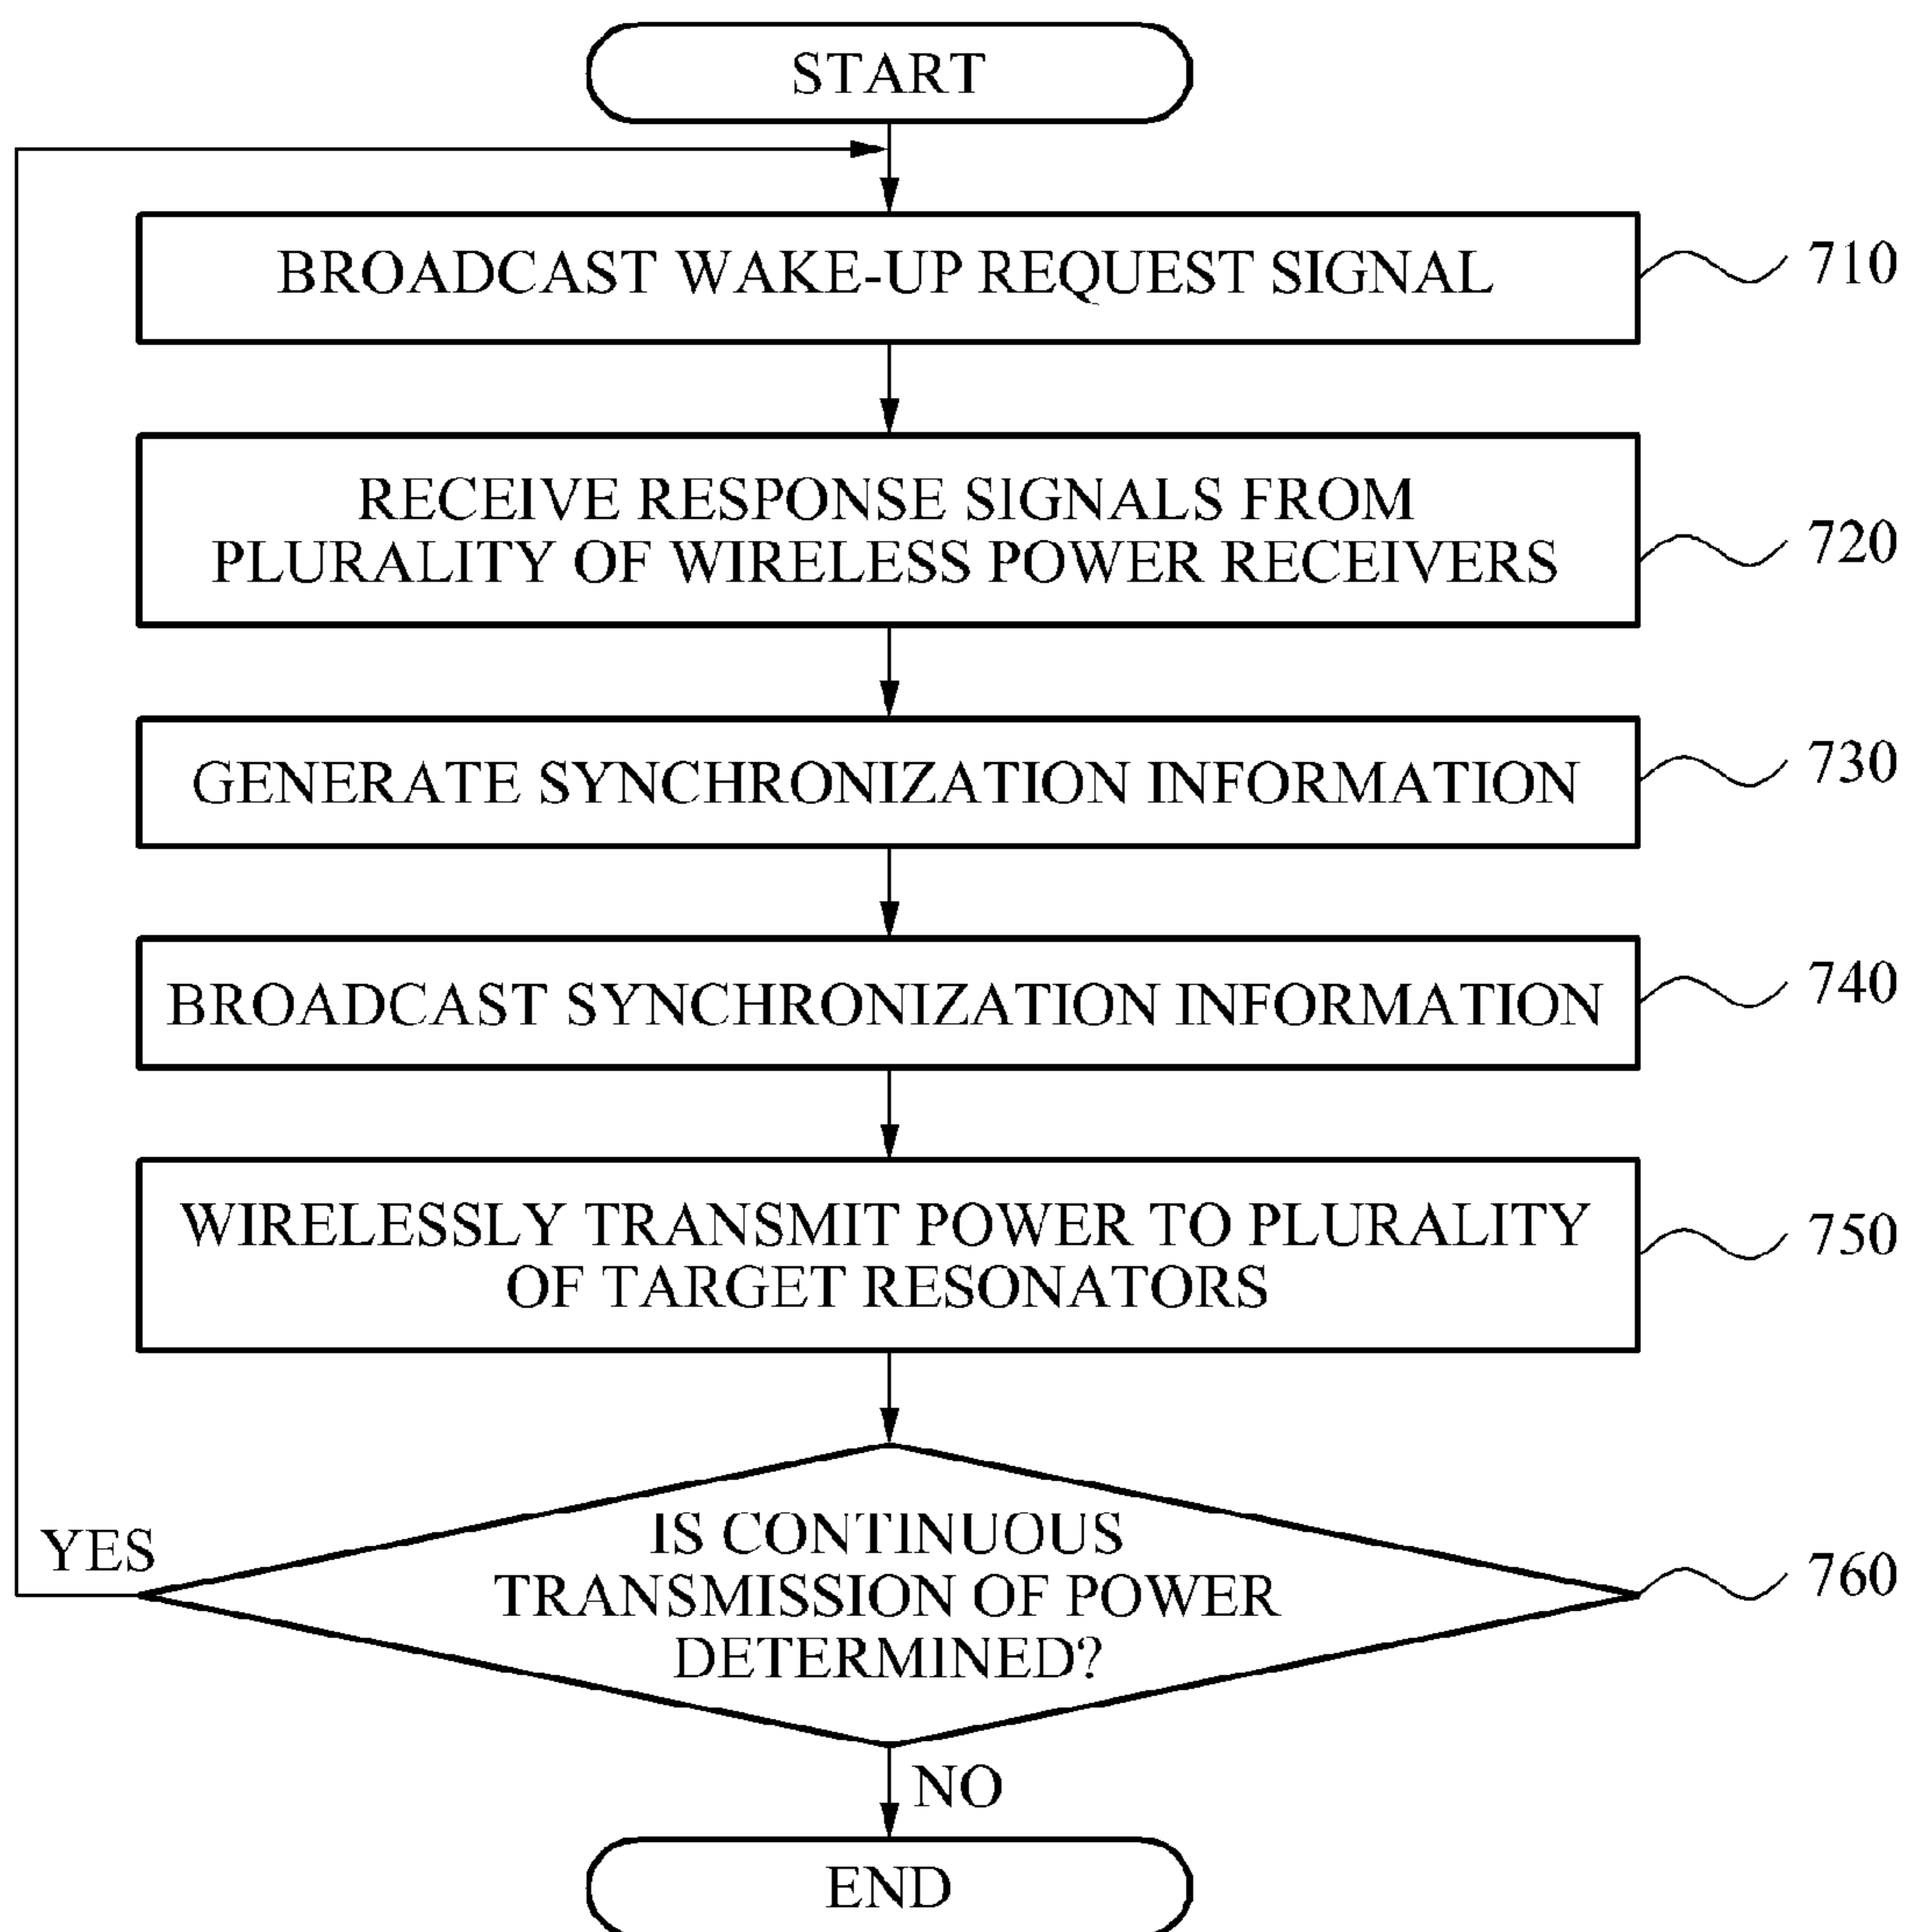 START
BROADCAST WAKE-UP REQUEST SIGNAL
710
RECEIVE RESPONSE SIGNALS FROM
PLURALITY OF WIRELESS POWER RECEIVERS
720
GENERATE SYNCHRONIZATION INFORMATION
730
BROADCAST SYNCHRONIZATION INFORMATION
740
WIRELESSLY TRANSMIT POWER TO PLURALITY
OF TARGET RESONATORS
750
YES
IS CONTINUOUS
TRANSMISSION OF POWER
DETERMINED?
760
NO
END